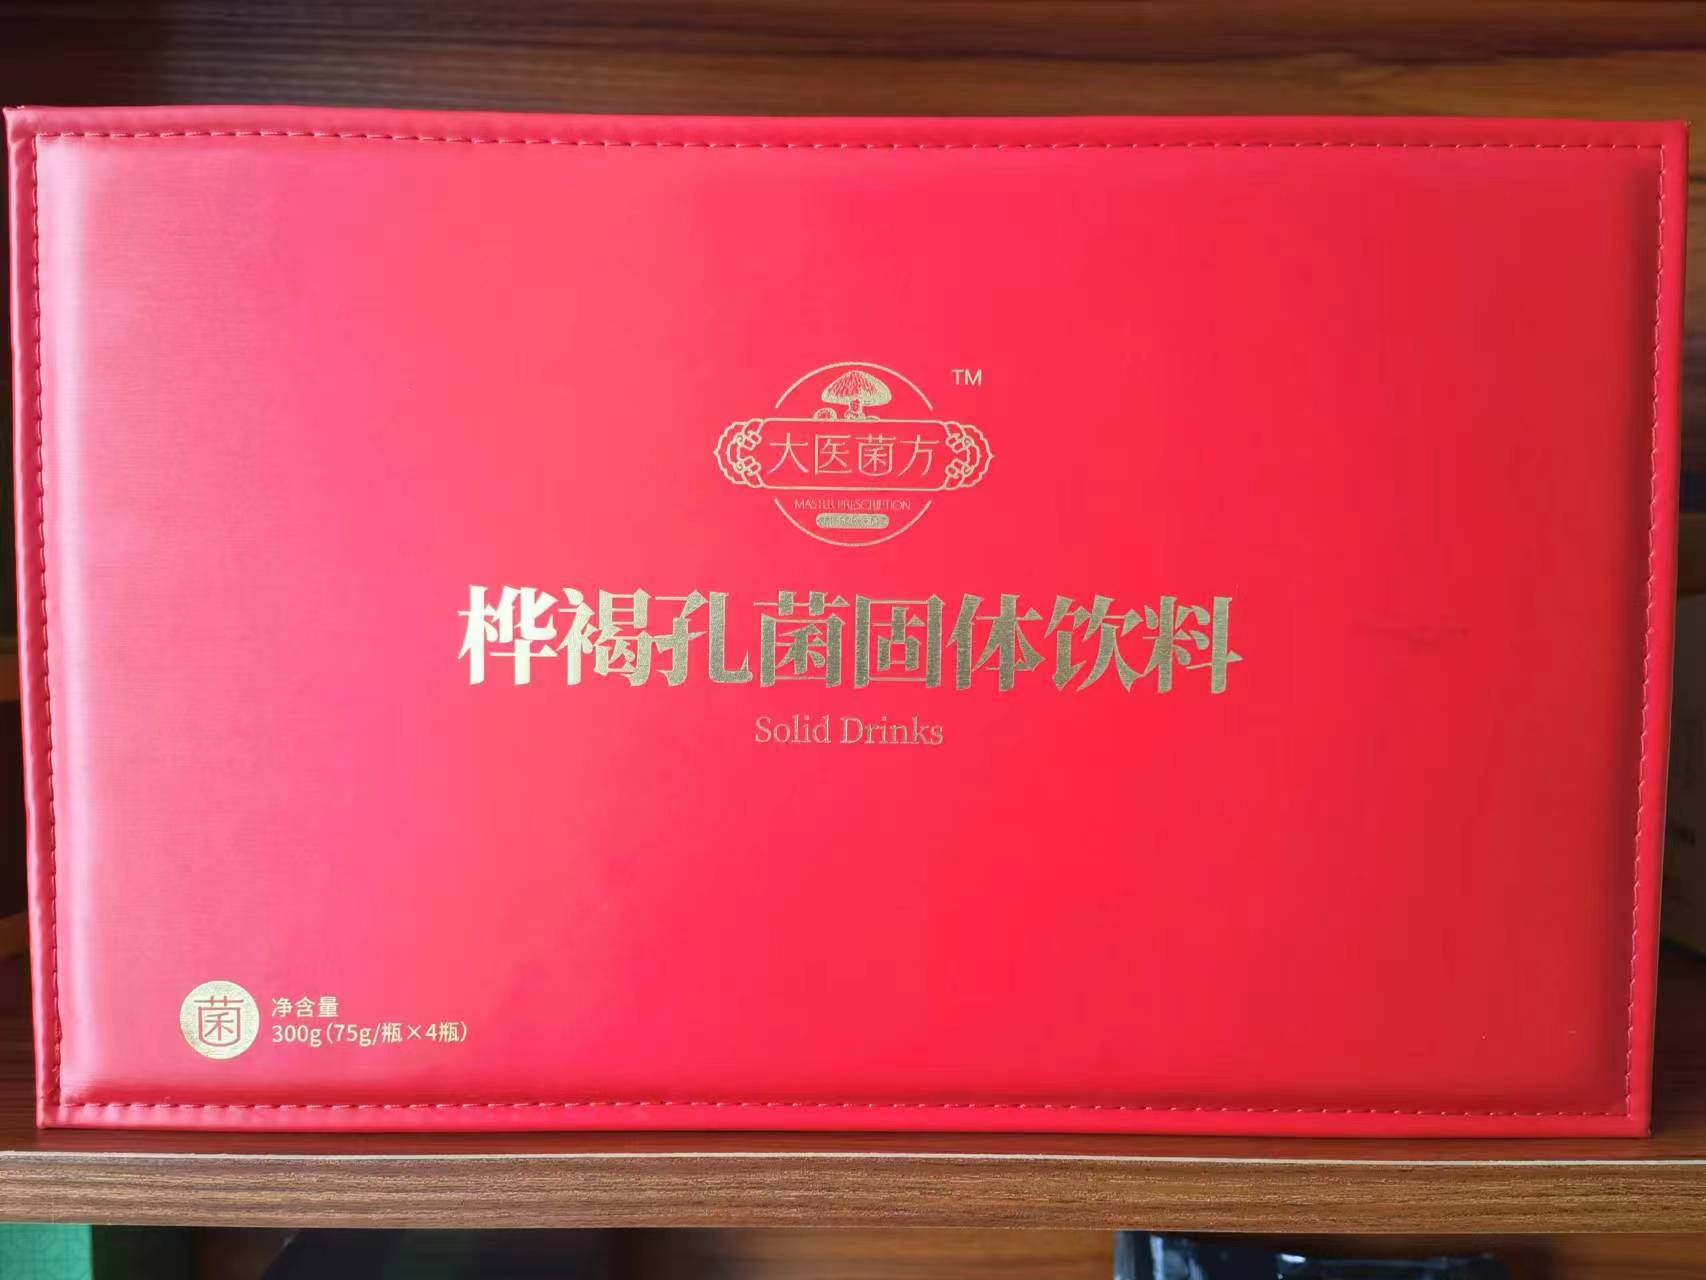 TM
大医菌方
MASTER PRESCRIPTION
桦褐孔菌固体饮料
Solid Drinks
菌
净含量
300g(75g/瓶×4瓶)